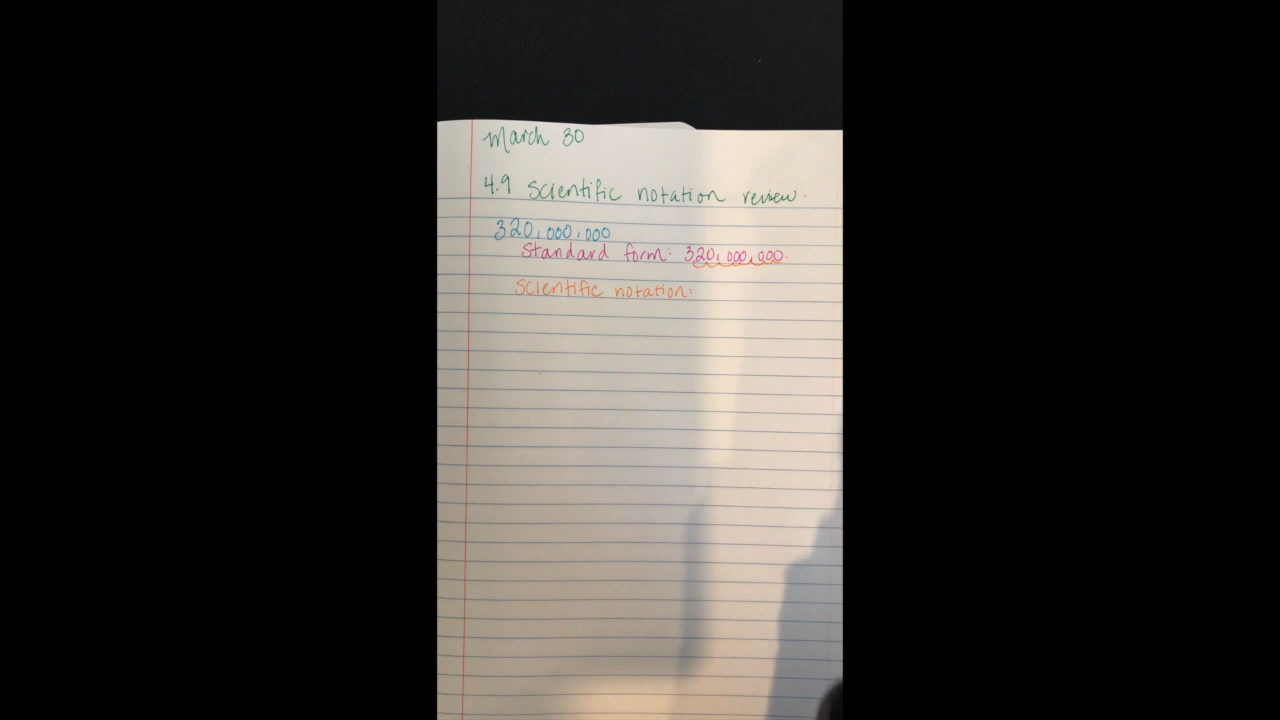 March 30
4.9 scientific notation review.
320,000,000
Standard form: 320,000,000.
Scientific notation: